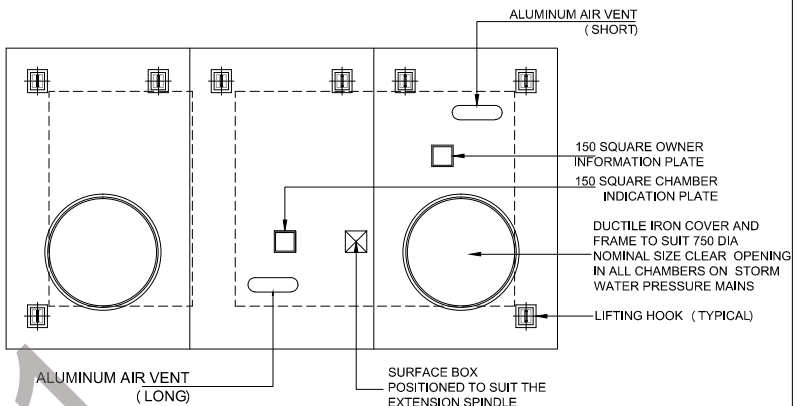 ALUMINUM AIR VENT
( SHORT)
150 SQUARE OWNER
INFORMATION PLATE
150 SQUARE CHAMBER
INDICATION PLATE
DUCTILE IRON COVER AND
FRAME TO SUIT 750 DIA
NOMINAL SIZE CLEAR OPENING
IN ALL CHAMBERS ON STORM
WATER PRESSURE MAINS
LIFTING HOOK ( TYPICAL)
ALUMINUM AIR VENT
( LONG)
SURFACE BOX
POSITIONED TO SUIT THE
EXTENSION SPINDLE